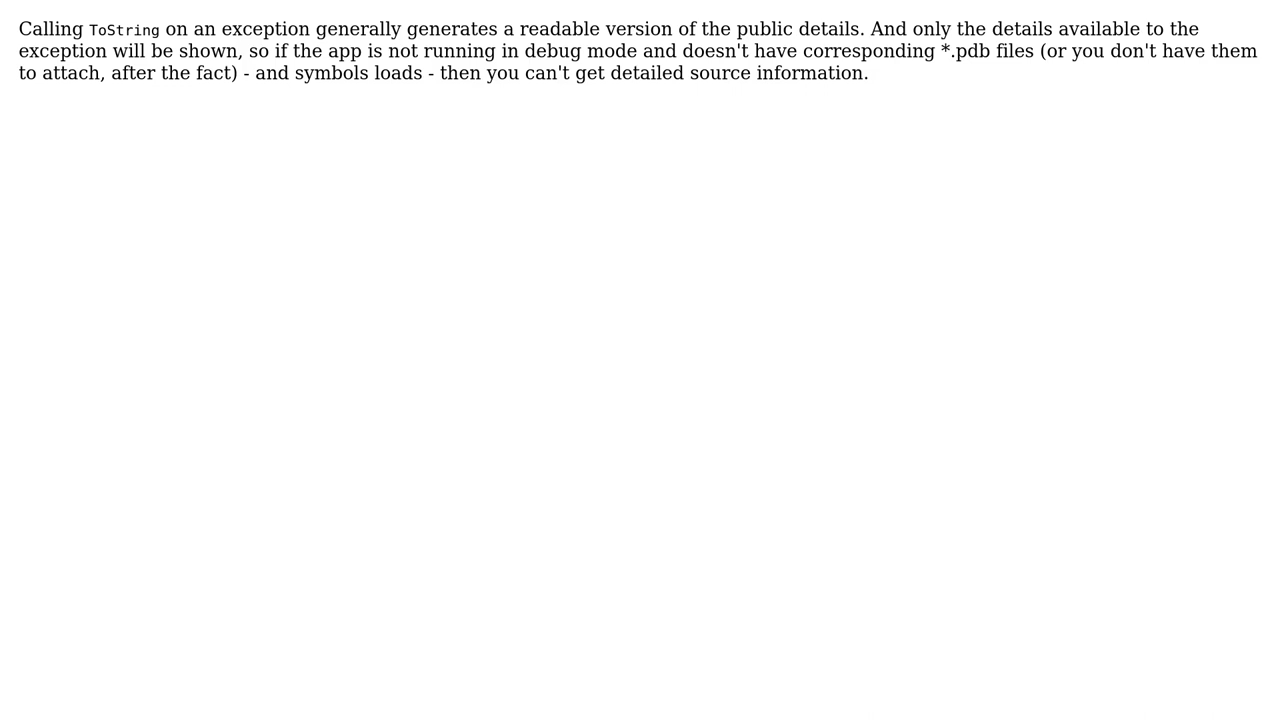 Calling ToString on an exception generally generates a readable version of the public details. And only the details available to the
exception will be shown, so if the app is not running in debug mode and doesn't have corresponding *.pdb files (or you don't have them
to attach, after the fact) - and symbols loads - then you can't get detailed source information.